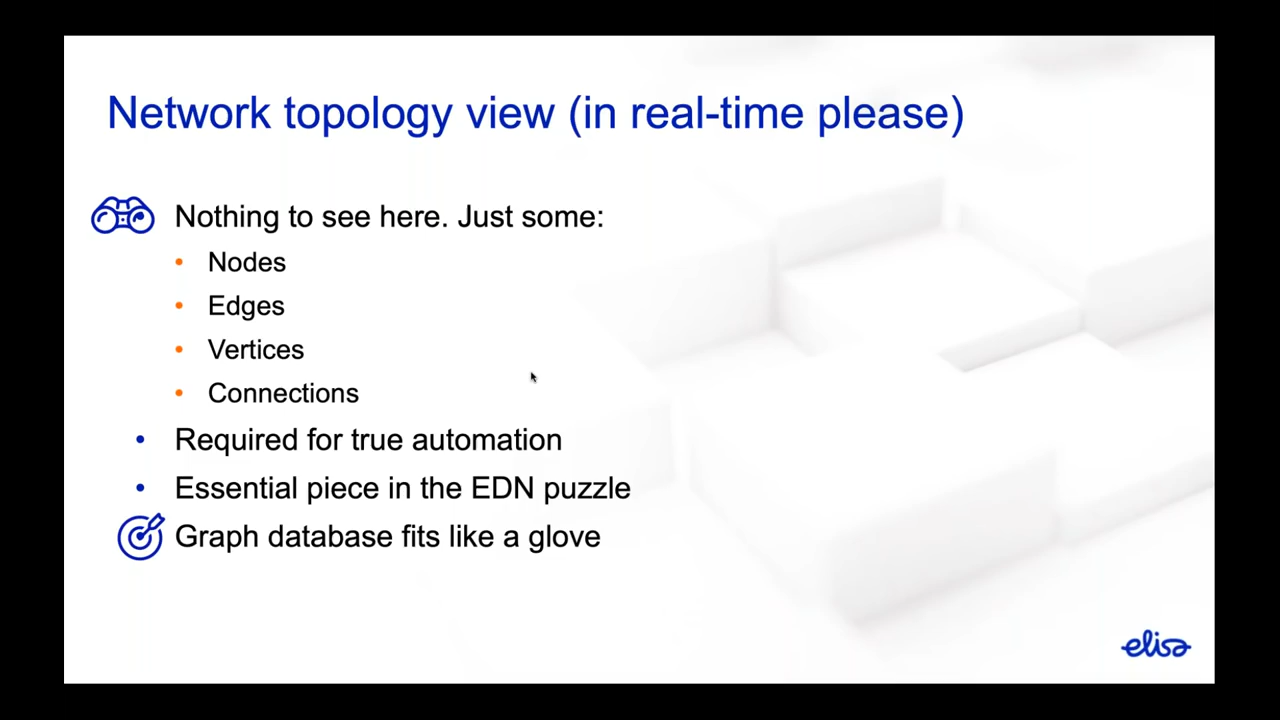 Network topology view (in real-time please)
Nothing to see here. Just some:
• Nodes
• Edges
• Vertices
• Connections
• Required for true automation
• Essential piece in the EDN puzzle
Graph database fits like a glove
elisa